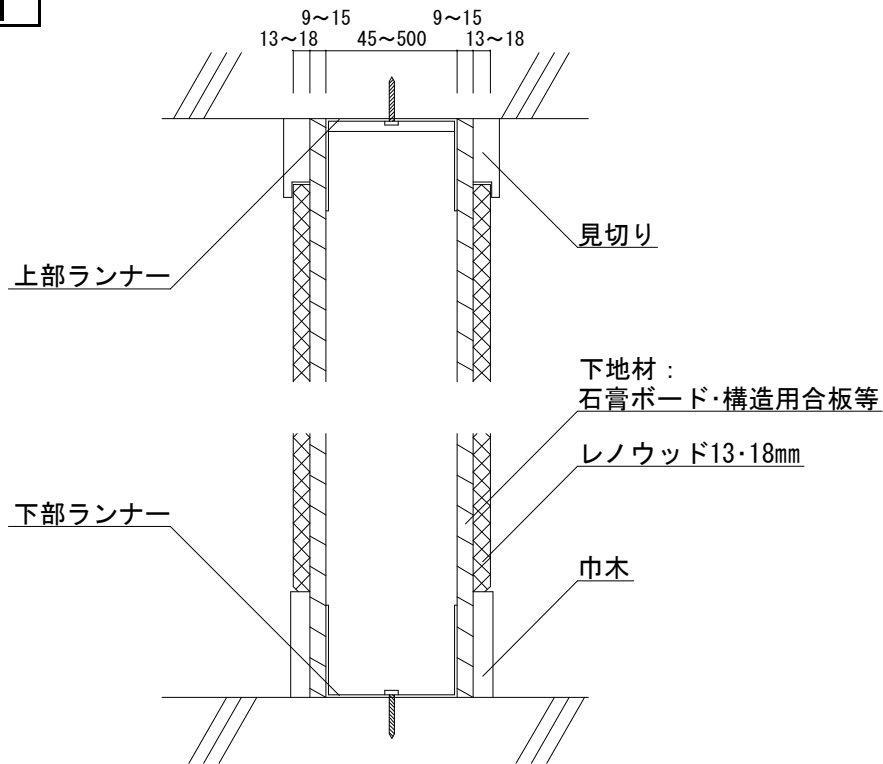 9～15 9～15
13～18 45～500 13～18
見切り
上部ランナー
下地材：
石膏ボード･構造用合板等
レノウッド13･18mm
下部ランナー
巾木